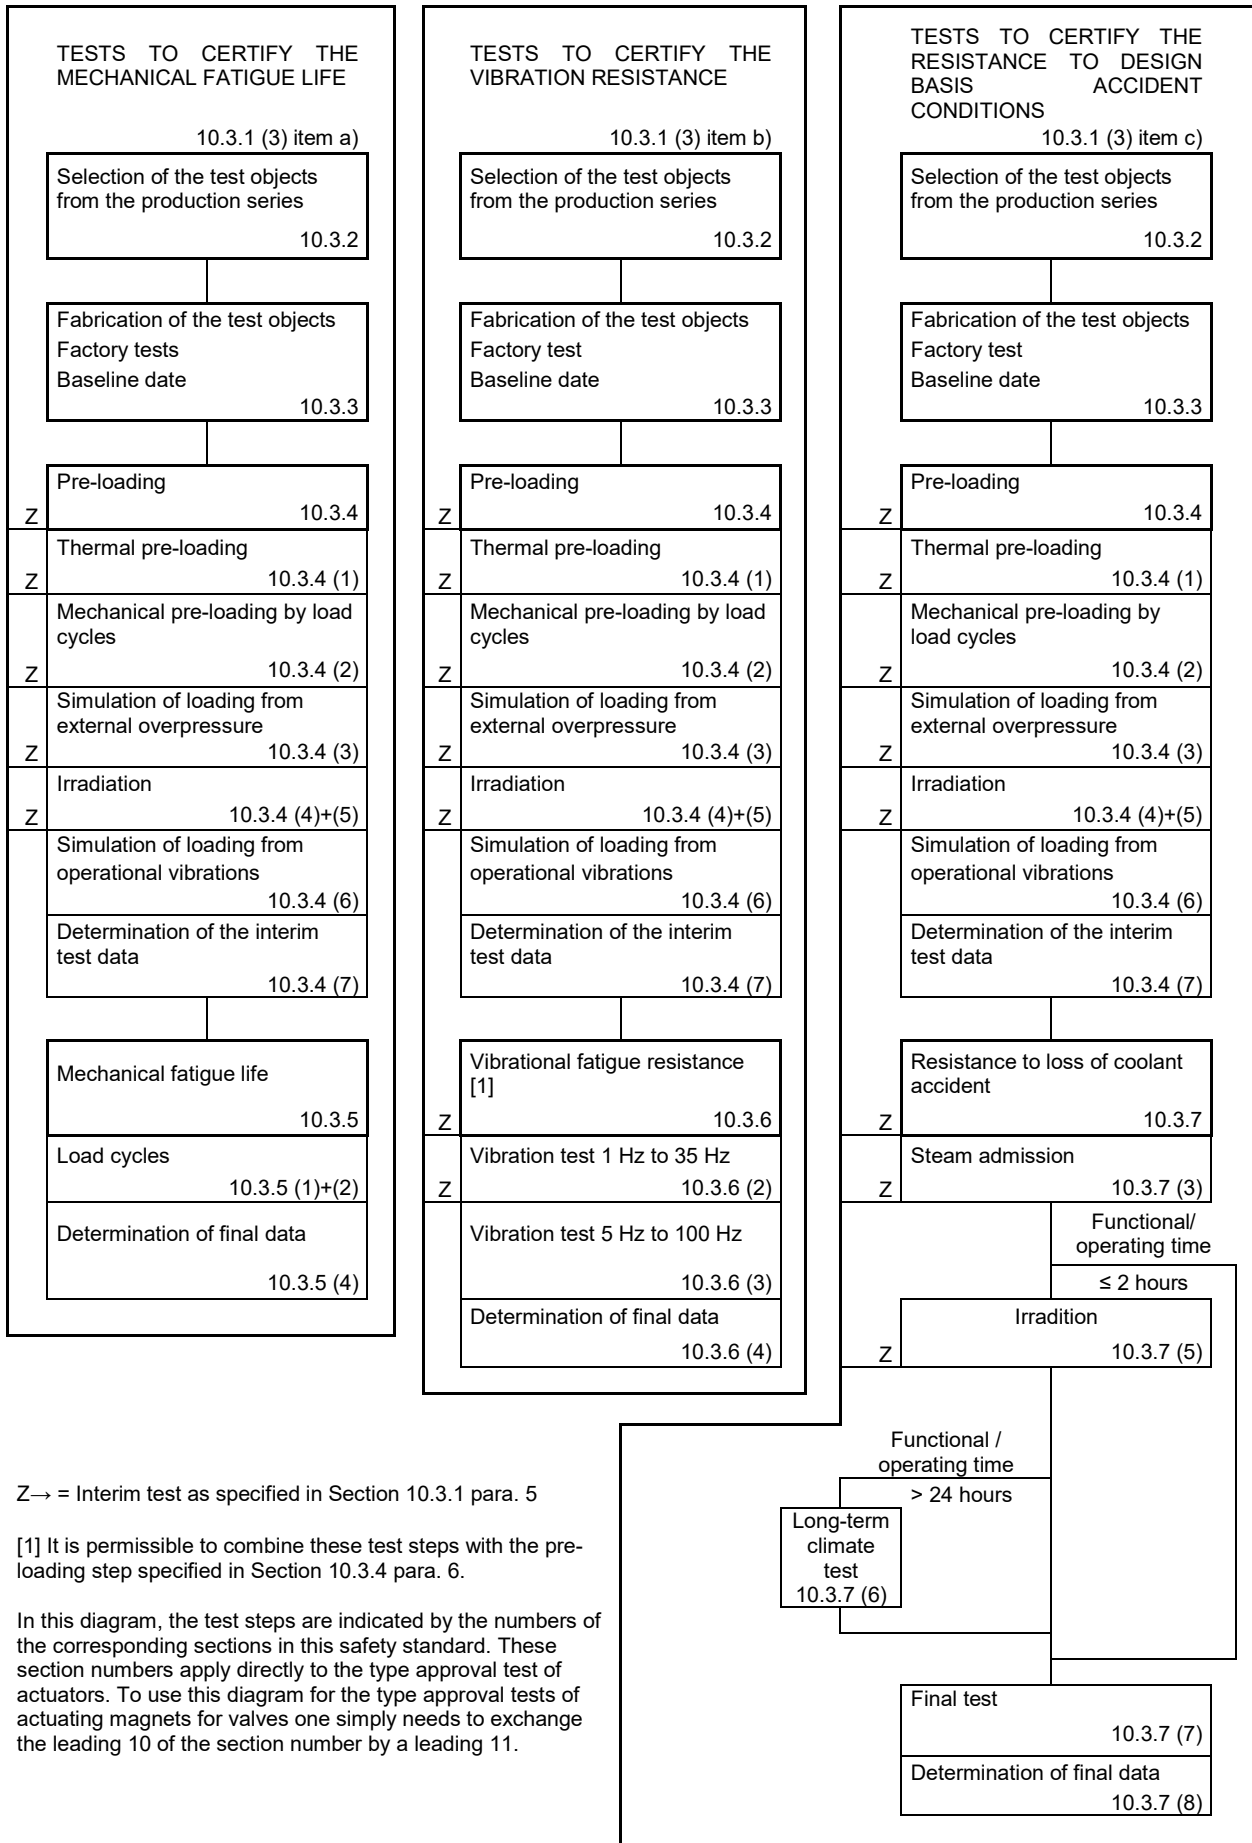 TESTS TO CERTIFY THE
MECHANICAL FATIGUE LIFE
10.3.1 (3) item a)
Selection of the test objects
from the production series
10.3.2
Fabrication of the test objects
Factory tests
Baseline date
10.3.3
Pre-loading
Z 10.3.4
Thermal pre-loading
Z 10.3.4 (1)
Mechanical pre-loading by load
cycles
Z 10.3.4 (2)
Simulation of loading from
external overpressure
Z 10.3.4 (3)
Irradiation
Z 10.3.4 (4)+(5)
Simulation of loading from
operational vibrations
10.3.4 (6)
Determination of the interim
test data
10.3.4 (7)
Mechanical fatigue life
10.3.5
Load cycles
10.3.5 (1)+(2)
Determination of final data
10.3.5 (4)
TESTS TO CERTIFY THE
VIBRATION RESISTANCE
10.3.1 (3) item b)
Selection of the test objects
from the production series
10.3.2
Fabrication of the test objects
Factory test
Baseline date
10.3.3
Pre-loading
Z 10.3.4
Thermal pre-loading
Z 10.3.4 (1)
Mechanical pre-loading by load
cycles
Z 10.3.4 (2)
Simulation of loading from
external overpressure
Z 10.3.4 (3)
Irradiation
Z 10.3.4 (4)+(5)
Simulation of loading from
operational vibrations
10.3.4 (6)
Determination of the interim
test data
10.3.4 (7)
Vibrational fatigue resistance
[1]
Z 10.3.6
Vibration test 1 Hz to 35 Hz
Z 10.3.6 (2)
Vibration test 5 Hz to 100 Hz
10.3.6 (3)
Determination of final data
10.3.6 (4)
TESTS TO CERTIFY THE
RESISTANCE TO DESIGN
BASIS ACCIDENT
CONDITIONS
10.3.1 (3) item c)
Selection of the test objects
from the production series
10.3.2
Fabrication of the test objects
Factory test
Baseline date
10.3.3
Pre-loading
Z 10.3.4
Thermal pre-loading
Z 10.3.4 (1)
Mechanical pre-loading by
load cycles
Z 10.3.4 (2)
Simulation of loading from
external overpressure
Z 10.3.4 (3)
Irradiation
Z 10.3.4 (4)+(5)
Simulation of loading from
operational vibrations
10.3.4 (6)
Determination of the interim
test data
10.3.4 (7)
Resistance to loss of coolant
accident
Z 10.3.7
Steam admission
Z 10.3.7 (3)
Functional/
operating time
≤ 2 hours
Irradition
Z 10.3.7 (5)
Functional /
operating time
> 24 hours
Long-term
climate
test
10.3.7 (6)
Final test
10.3.7 (7)
Determination of final data
10.3.7 (8)
Z→ = Interim test as specified in Section 10.3.1 para. 5
[1] It is permissible to combine these test steps with the pre-
loading step specified in Section 10.3.4 para. 6.
In this diagram, the test steps are indicated by the numbers of
the corresponding sections in this safety standard. These
section numbers apply directly to the type approval test of
actuators. To use this diagram for the type approval tests of
actuating magnets for valves one simply needs to exchange
the leading 10 of the section number by a leading 11.